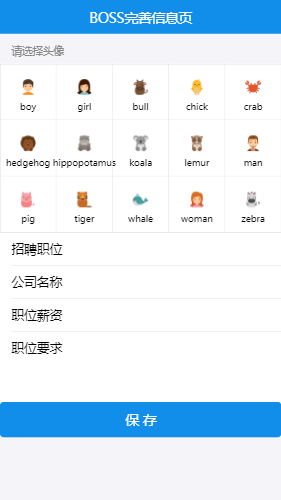 BOSS完善信息页
请选择头像
boy girl bull chick crab
hedgehog hippopotamus koala lemur man
pig tiger whale woman zebra
招聘职位
公司名称
职位薪资
职位要求
保存